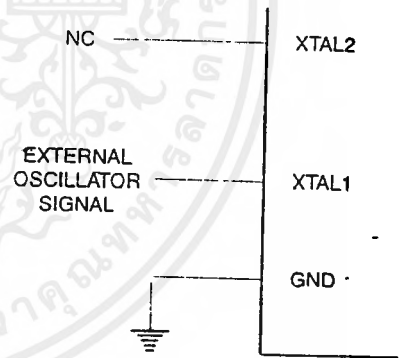 NC
XTAL2
EXTERNAL
OSCILLATOR
SIGNAL
XTAL1
GND